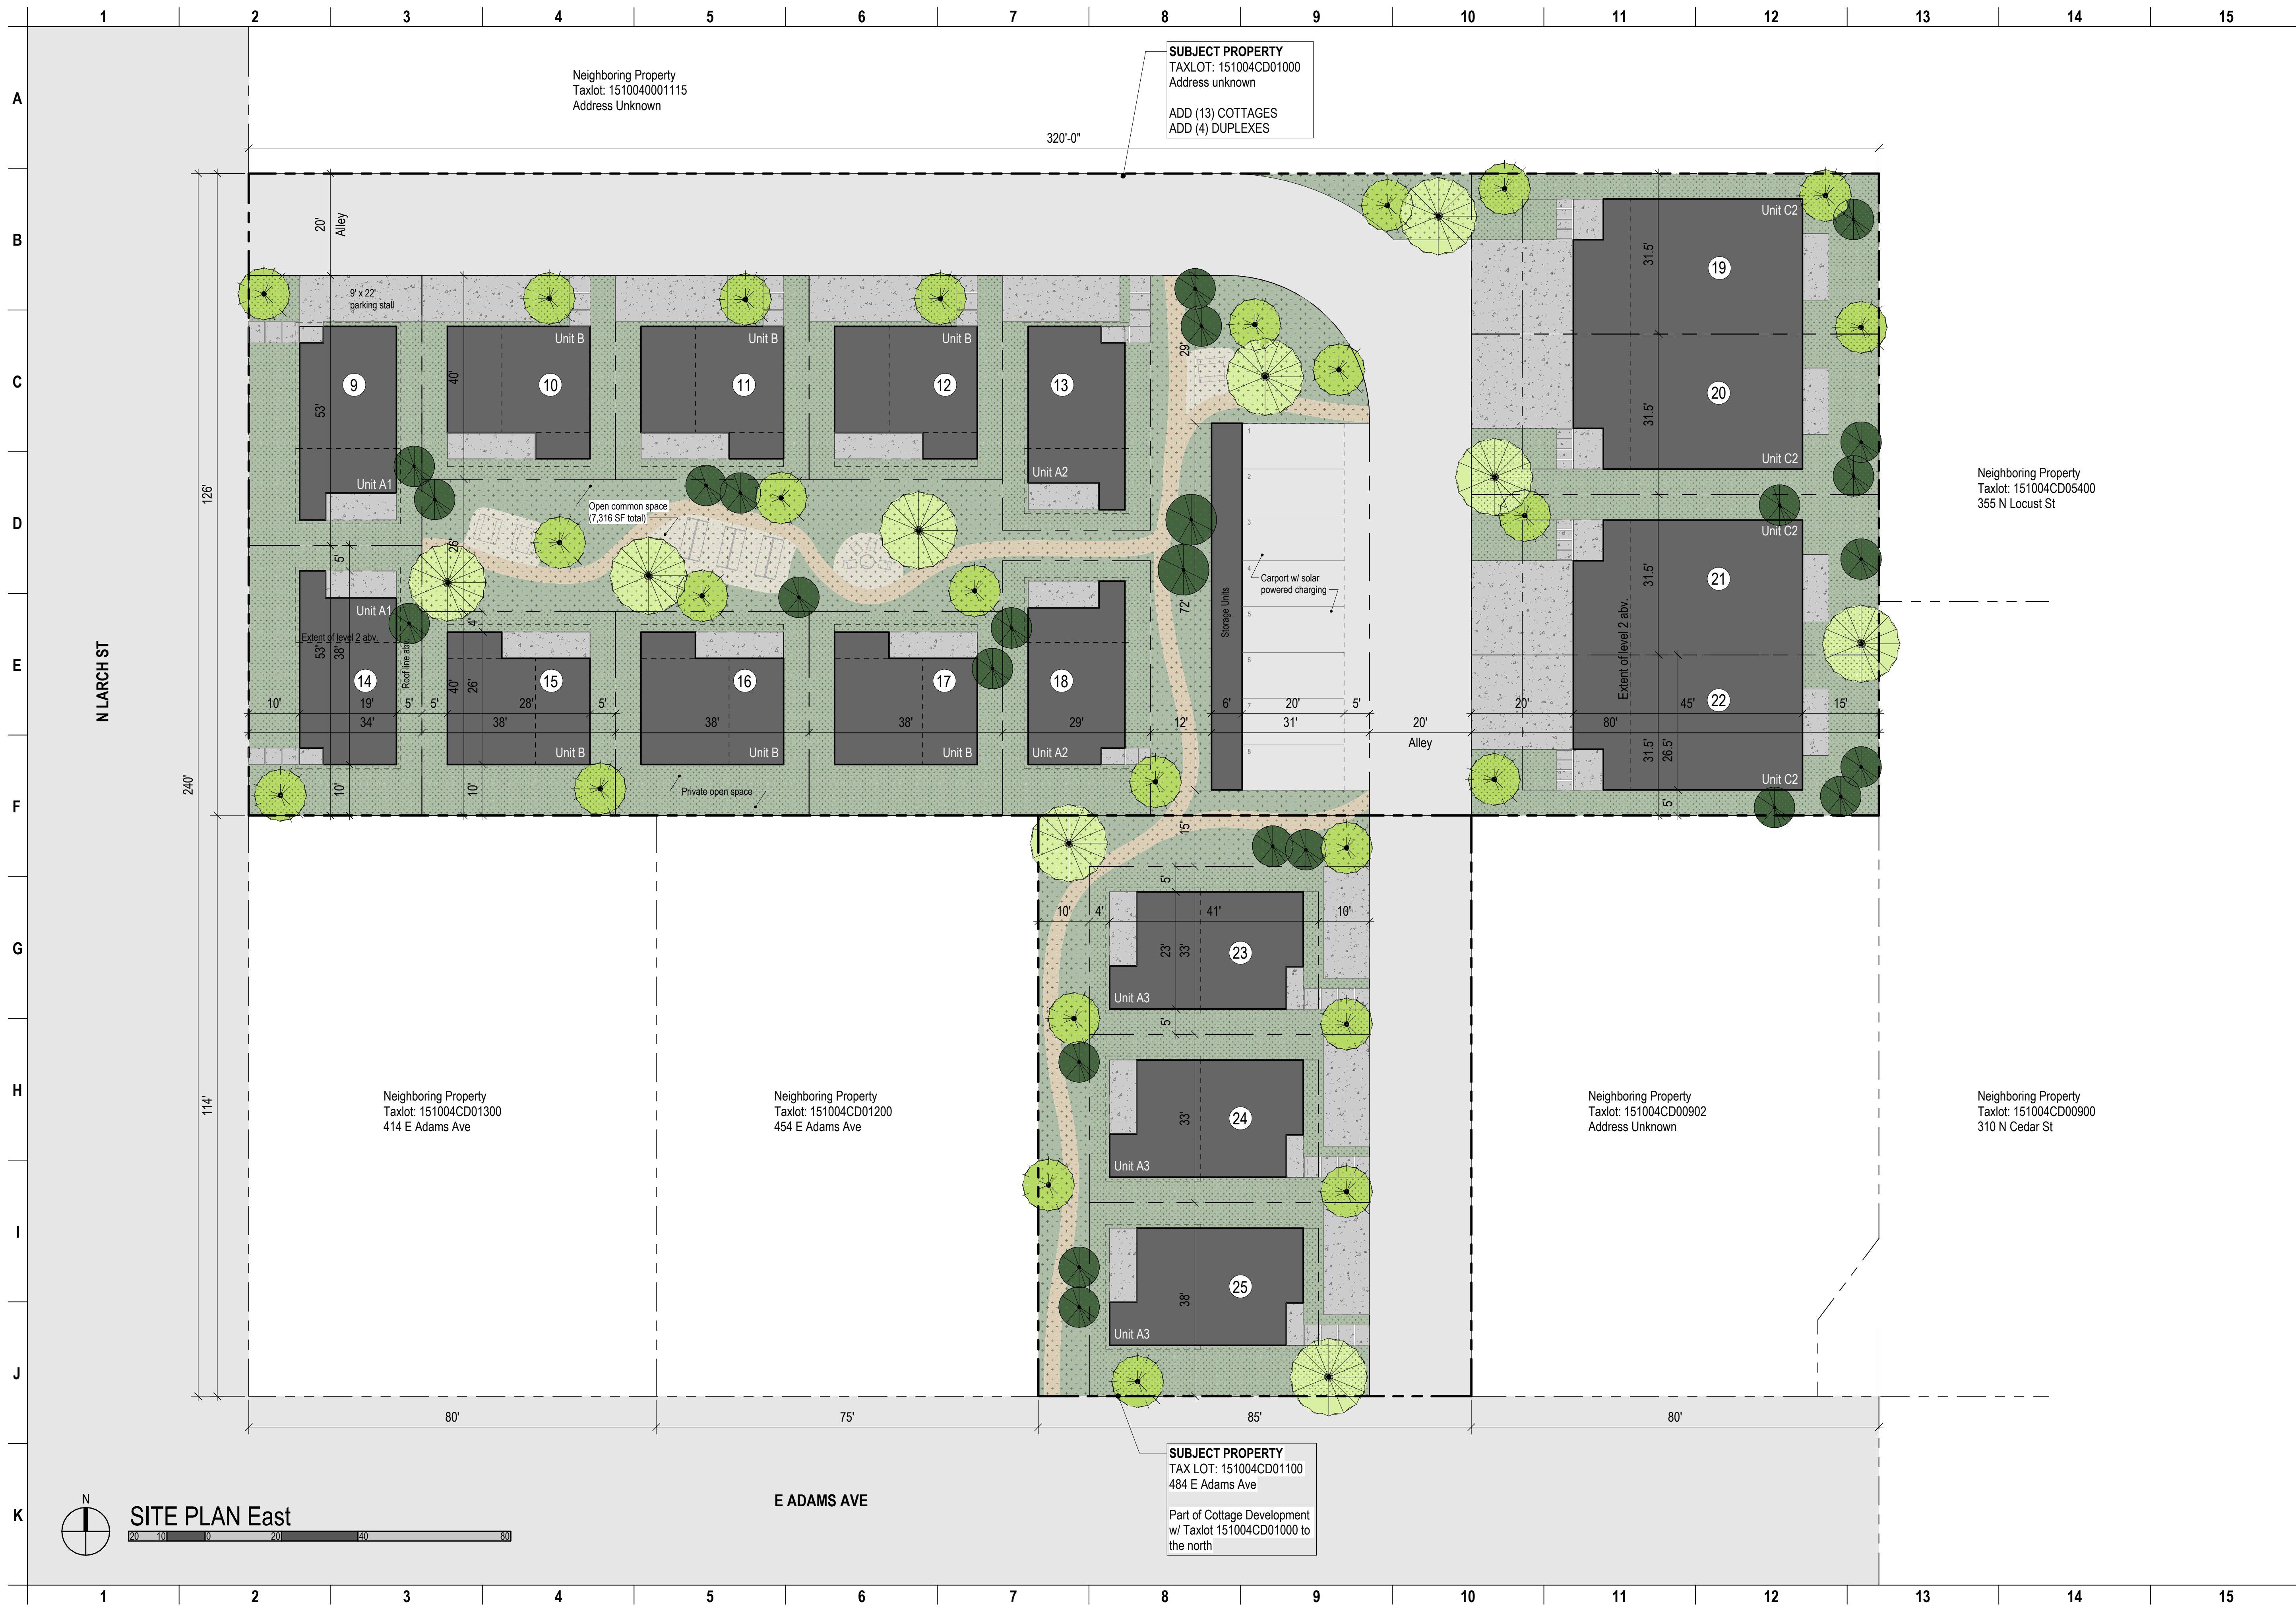 1 2 3 4 5 6 7 8 9 10 11 12 13 14 15
A
Neighboring Property
Taxlot: 1510040001115
Address Unknown
SUBJECT PROPERTY
TAXLOT: 151004CD01000
Address unknown
ADD (13) COTTAGES
ADD (4) DUPLEXES
320'-0"
B
20'
Alley
9' x 22'
parking stall
Unit C2
19
31.5'
C
Unit B
Unit B
Unit B
29'
9
10
11
12
13
20
53'
40'
31.5'
1
Unit A1
Unit A2
Unit C2
2
126'
D
Open common space
(7,316 SF total)
3
Unit C2
Neighboring Property
Taxlot: 151004CD05400
355 N Locust St
5'
26'
4
Carport w/ solar
powered charging
31.5'
21
Unit A1
4'
72'
Storage Units
5
E
N LARCH ST
Extent of level 2 abv.
53'
38'
Roof line abv.
6
Extent of level 2 abv.
14
15
16
17
18
22
40'
26'
7
10' 19' 5' 5' 28' 5' 6' 20' 5' 20' 45' 15'
34' 38' 38' 38' 29' 12' 31' 20' 80'
Alley
Unit B
Unit B
Unit B
Unit A2
8
31.5'
26.5'
Unit C2
240'
F
10'
10'
Private open space
5'
15'
5'
G
10' 4' 41' 10'
23'
33'
23
Unit A3
5'
H
114'
Neighboring Property
Taxlot: 151004CD01300
414 E Adams Ave
Neighboring Property
Taxlot: 151004CD01200
454 E Adams Ave
33'
24
Unit A3
Neighboring Property
Taxlot: 151004CD00902
Address Unknown
Neighboring Property
Taxlot: 151004CD00900
310 N Cedar St
I
38'
25
Unit A3
J
80' 75' 85' 80'
SUBJECT PROPERTY
TAX LOT: 151004CD01100
484 E Adams Ave
Part of Cottage Development
w/ Taxlot 151004CD01000 to
the north
K
E ADAMS AVE
N
SITE PLAN East
20 10 0 20 40 80
1 2 3 4 5 6 7 8 9 10 11 12 13 14 15